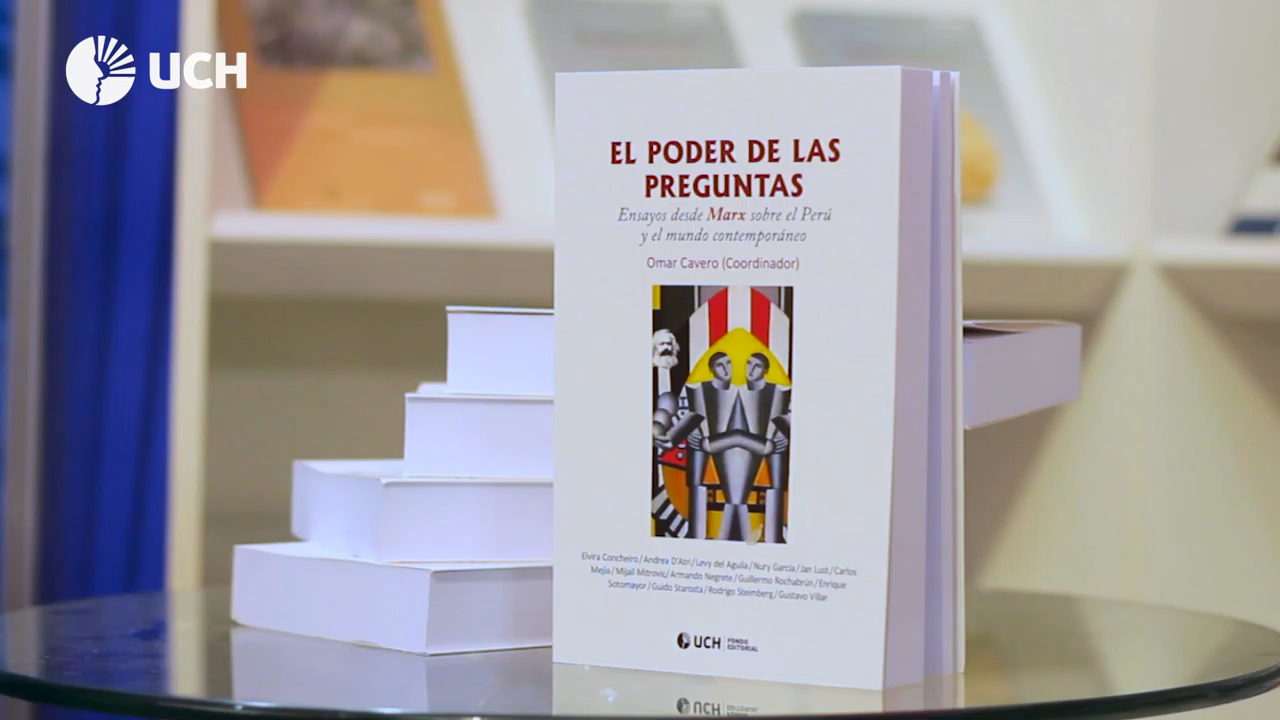 UCH
EL PODER DE LAS
PREGUNTAS
Ensayos desde Marx sobre el Perú
y el mundo contemporáneo
Omar Cavero (Coordinador)
Elvira Concheiro / Andrea D'Atri / Levy del Aguila / Nury García / Jan Lust / Carlos
Mejía / Mijail Mitrovic / Armando Negrete / Guillermo Rochabrún / Enrique
Sotomayor / Guido Starosta / Rodrigo Steimberg / Gustavo Villar
UCH FONDO
EDITORIAL